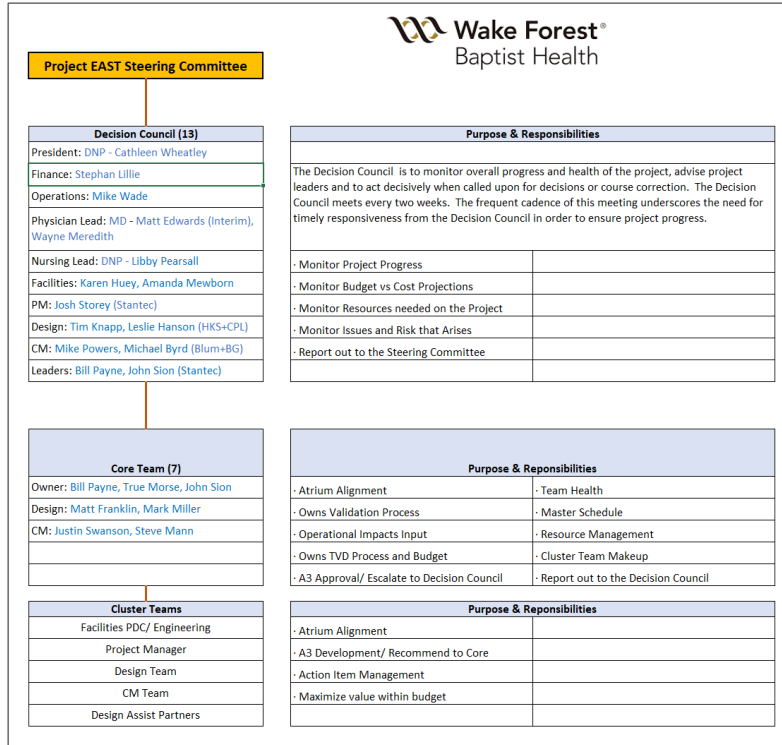 Wake Forest®
Baptist Health
Project EAST Steering Committee
Decision Council (13)
President: DNP - Cathleen Wheatley
Finance: Stephan Lillie
Operations: Mike Wade
Physician Lead: MD - Matt Edwards (Interim),
Wayne Meredith
Nursing Lead: DNP - Libby Pearsall
Facilities: Karen Huey, Amanda Mewborn
PM: Josh Storey (Stantec)
Design: Tim Knapp, Leslie Hanson (HKS+CPL)
CM: Mike Powers, Michael Byrd (Blum+BG)
Leaders: Bill Payne, John Sion (Stantec)
Purpose & Responsibilities
The Decision Council  is to monitor overall progress and health of the project, advise project
leaders and to act decisively when called upon for decisions or course correction.  The Decision
Council meets every two weeks.  The frequent cadence of this meeting underscores the need for
timely responsiveness from the Decision Council in order to ensure project progress.
· Monitor Project Progress
· Monitor Budget vs Cost Projections
· Monitor Resources needed on the Project
· Monitor Issues and Risk that Arises
· Report out to the Steering Committee
Core Team (7)
Owner: Bill Payne, True Morse, John Sion
Design: Matt Franklin, Mark Miller
CM: Justin Swanson, Steve Mann
Purpose & Reponsibilities
· Atrium Alignment
· Team Health
· Owns Validation Process
· Master Schedule
· Operational Impacts Input
· Resource Management
· Owns TVD Process and Budget
· Cluster Team Makeup
· A3 Approval/ Escalate to Decision Council
· Report out to the Decision Council
Cluster Teams
Facilities PDC/ Engineering
Project Manager
Design Team
CM Team
Design Assist Partners
Purpose & Reponsibilities
· Atrium Alignment
· A3 Development/ Recommend to Core
· Action Item Management
· Maximize value within budget